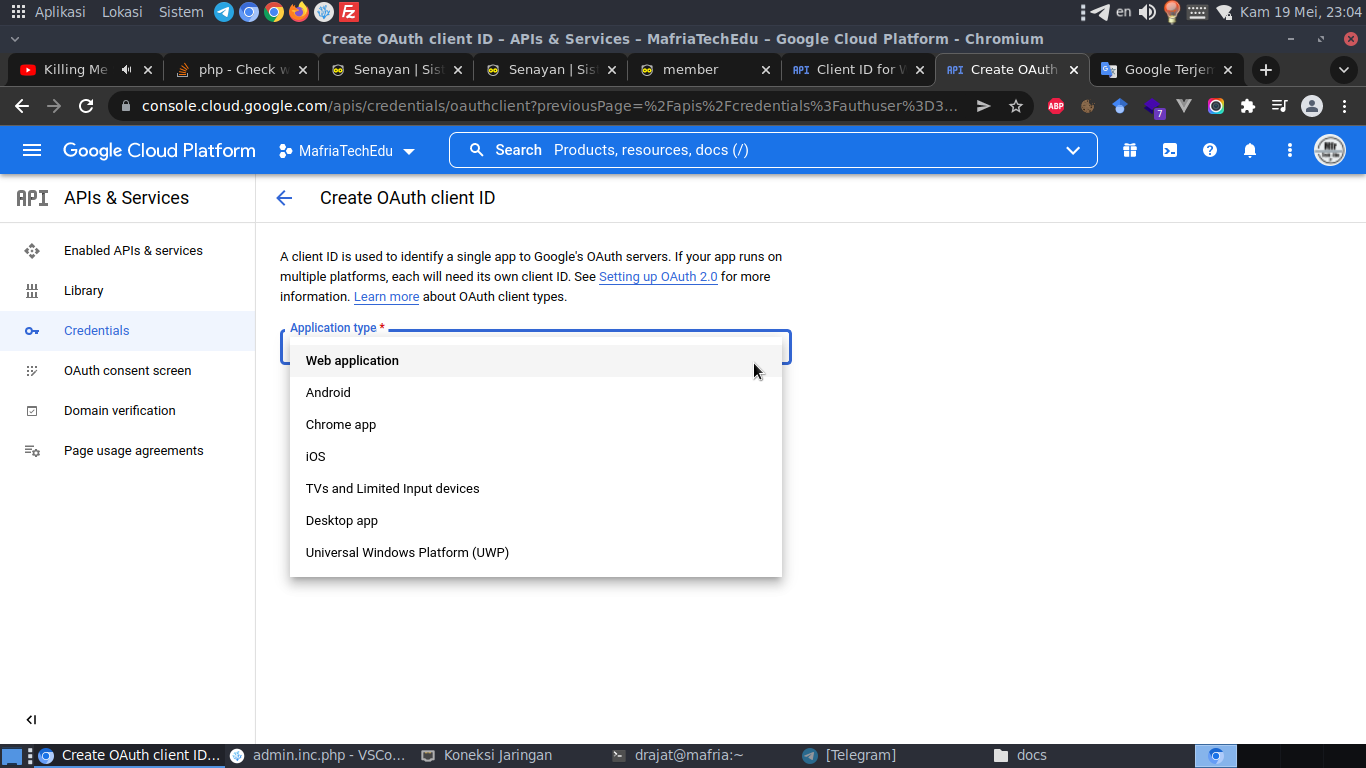 Aplikasi Lokasi Sistem en Kam 19 Mei, 23:04
Create OAuth client ID – APIs & Services – MafriaTechEdu – Google Cloud Platform - Chromium
Killing Me php - Check w Senayan | Sis Senayan | Sis member API Client ID for W API Create OAuth Google Terjem
console.cloud.google.com/apis/credentials/oauthclient?previousPage=%2Fapis%2Fcredentials%3Fauthuser%3D3... ABP 7
Google Cloud Platform MafriaTechEdu Search Products, resources, docs (/)
API APIs & Services Create OAuth client ID
Enabled APIs & services
Library
Credentials
OAuth consent screen
Domain verification
Page usage agreements
A client ID is used to identify a single app to Google's OAuth servers. If your app runs on
multiple platforms, each will need its own client ID. See Setting up OAuth 2.0 for more
information. Learn more about OAuth client types.
Application type *
Web application
Android
Chrome app
iOS
TVs and Limited Input devices
Desktop app
Universal Windows Platform (UWP)
Create OAuth client ID... admin.inc.php - VSCo... Koneksi Jaringan drajat@mafria:~ [Telegram] docs